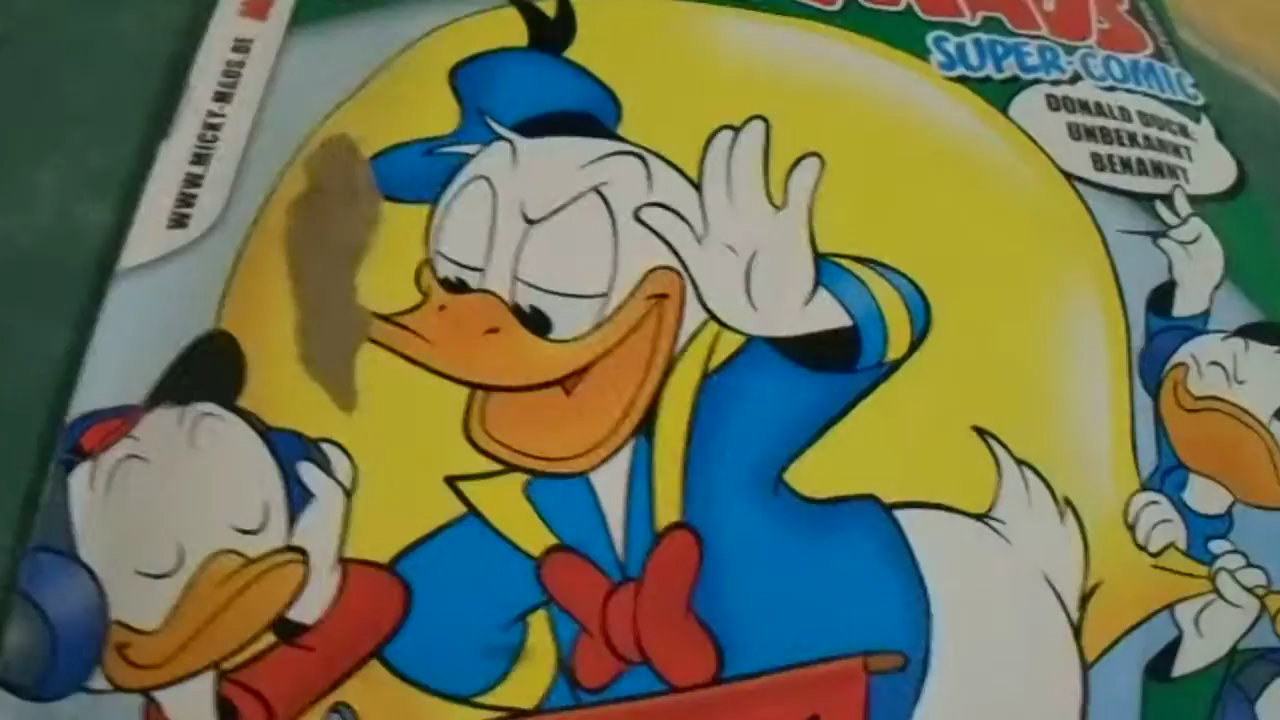 WWW.MICKY-MAUS.DE
SUPER-COMIC
DONALD DUCK:
UNBEKANNT
BENANNT